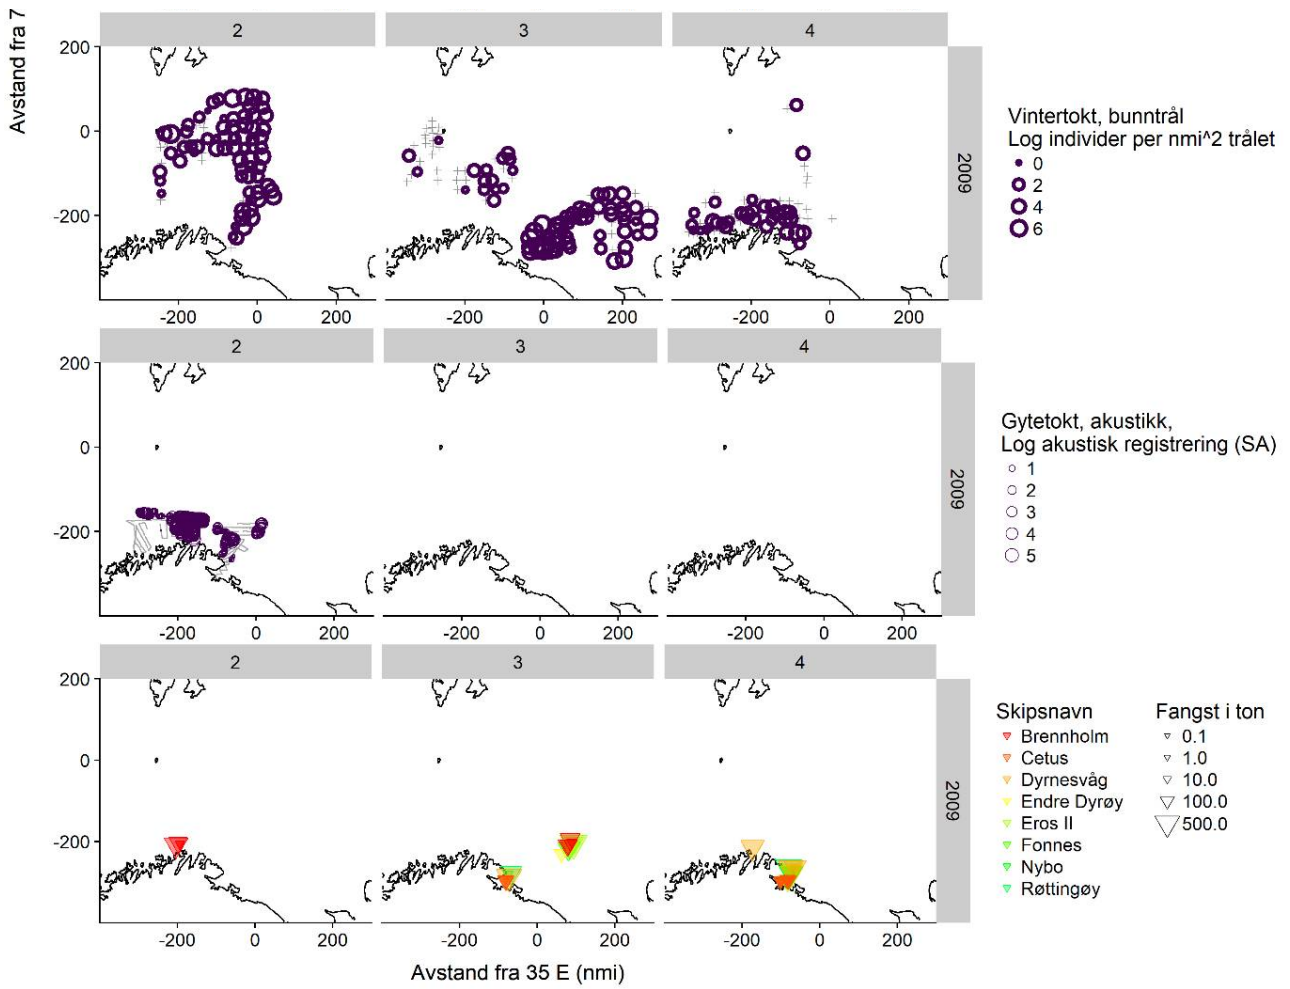 Avstand fra 7
2 3 4
200
0
-200
2009
-200 0 200 -200 0 200 -200 0 200
Vintertokt, bunntrål
Log individer per nmi^2 trålet
0
2
4
6
2 3 4
200
0
-200
2009
-200 0 200 -200 0 200 -200 0 200
Gytetokt, akustikk,
Log akustisk registrering (SA)
1
2
3
4
5
2 3 4
200
0
-200
2009
-200 0 200 -200 0 200 -200 0 200
Skipsnavn
Brennholm
Cetus
Dyrnesvåg
Endre Dyrøy
Eros II
Fonnes
Nybo
Røttingøy
Fangst i ton
0.1
1.0
10.0
100.0
500.0
Avstand fra 35 E (nmi)